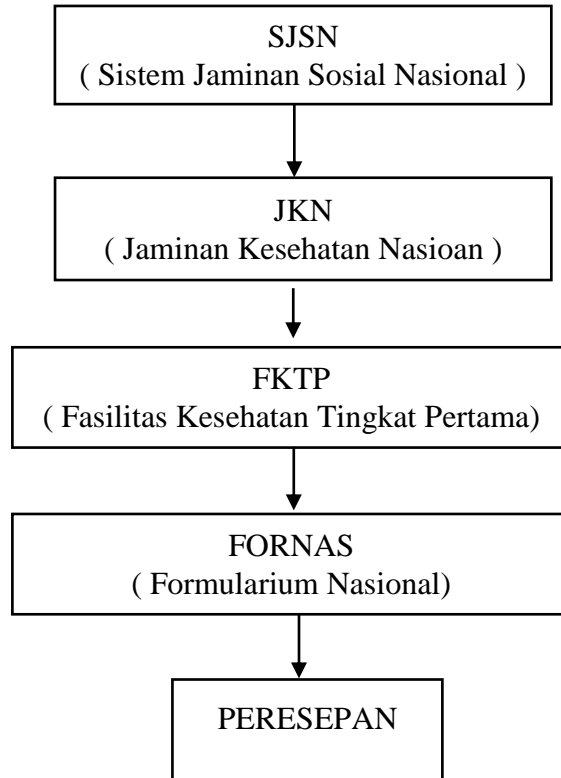 SJSN
( Sistem Jaminan Sosial Nasional )
JKN
( Jaminan Kesehatan Nasioan )
FKTP
( Fasilitas Kesehatan Tingkat Pertama)
FORNAS
( Formularium Nasional)
PERESEPAN